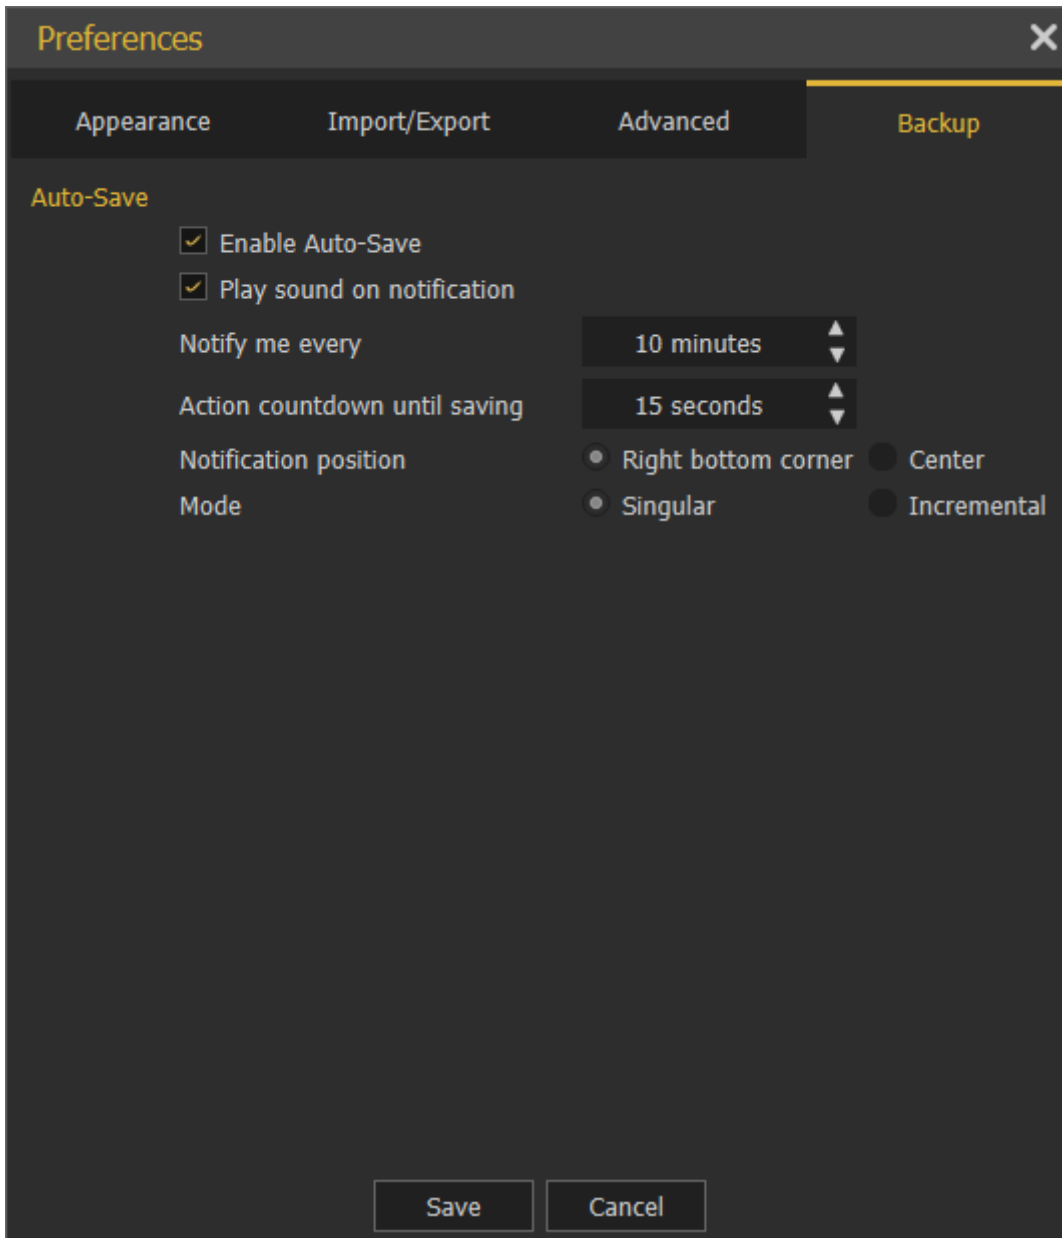 Preferences
Appearance Import/Export Advanced Backup
Auto-Save
Enable Auto-Save
Play sound on notification
Notify me every 10 minutes
Action countdown until saving 15 seconds
Notification position Right bottom corner Center
Mode Singular Incremental
Save Cancel